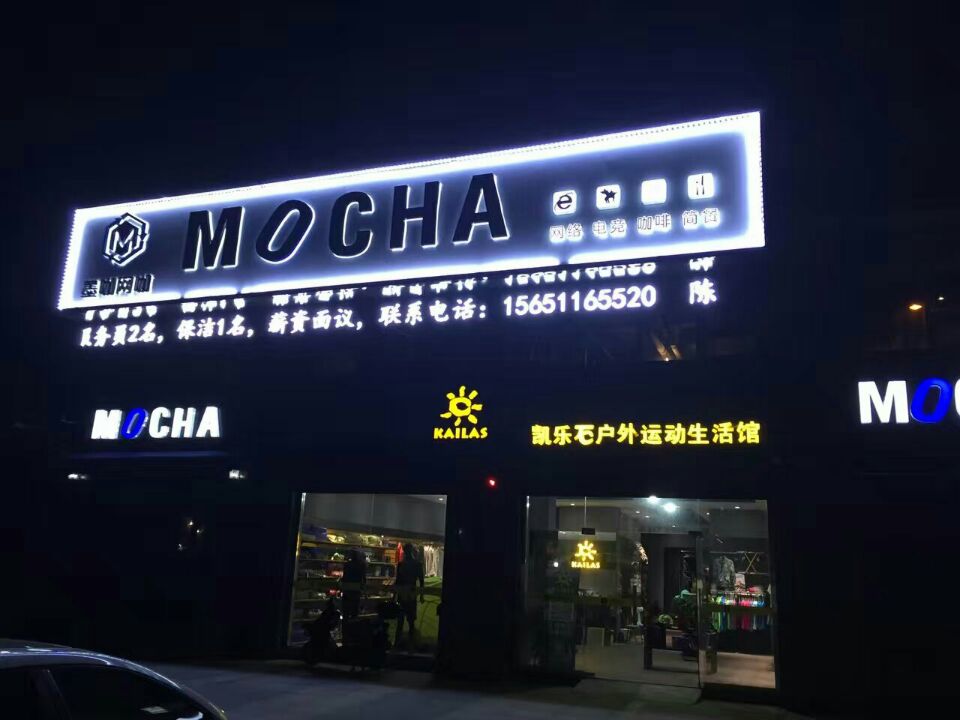 MOCHA
墨咖网咖
网络 电竞 咖啡 简餐
服务员2名，保洁1名，薪资面议，联系电话：15651165520 陈
MOCHA
KAILAS
凯乐石户外运动生活馆
MO
KAILAS